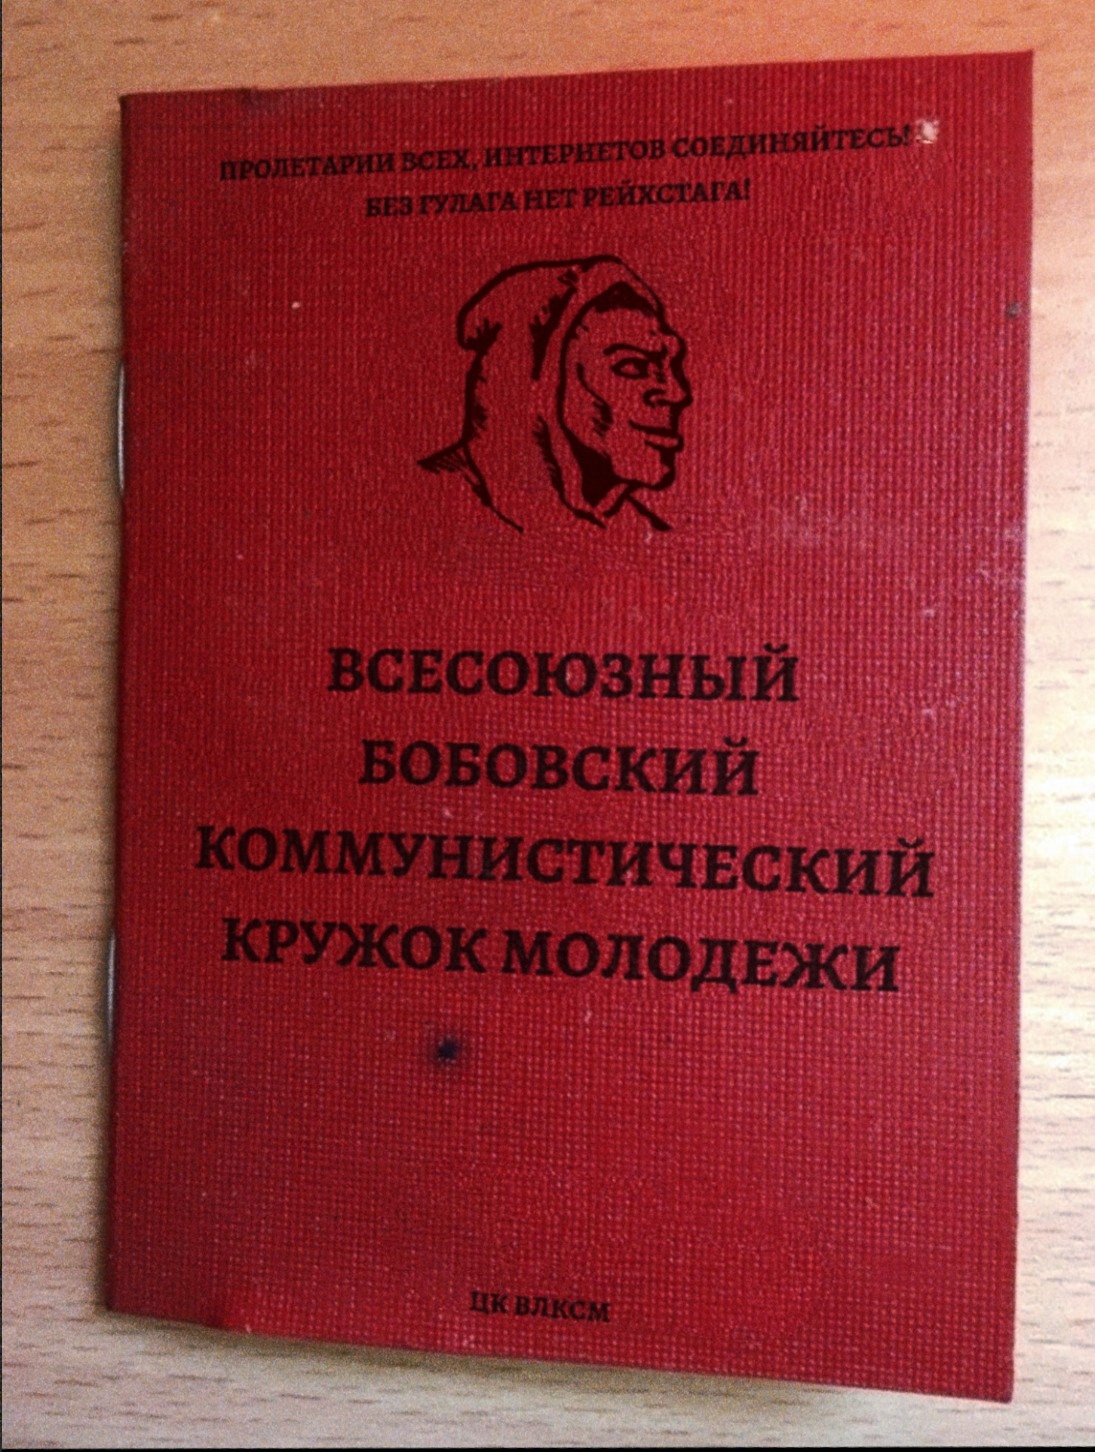 ПРОЛЕТАРИИ ВСЕХ, ИНТЕРНЕТОВ СОЕДИНЯЙТЕСЬ!
БЕЗ ГУЛАГА НЕТ РЕЙХСТАГА!
ВСЕСОЮЗНЫЙ
БОБОВСКИЙ
КОММУНИСТИЧЕСКИЙ
КРУЖОК МОЛОДЕЖИ
ЦК ВЛКСМ